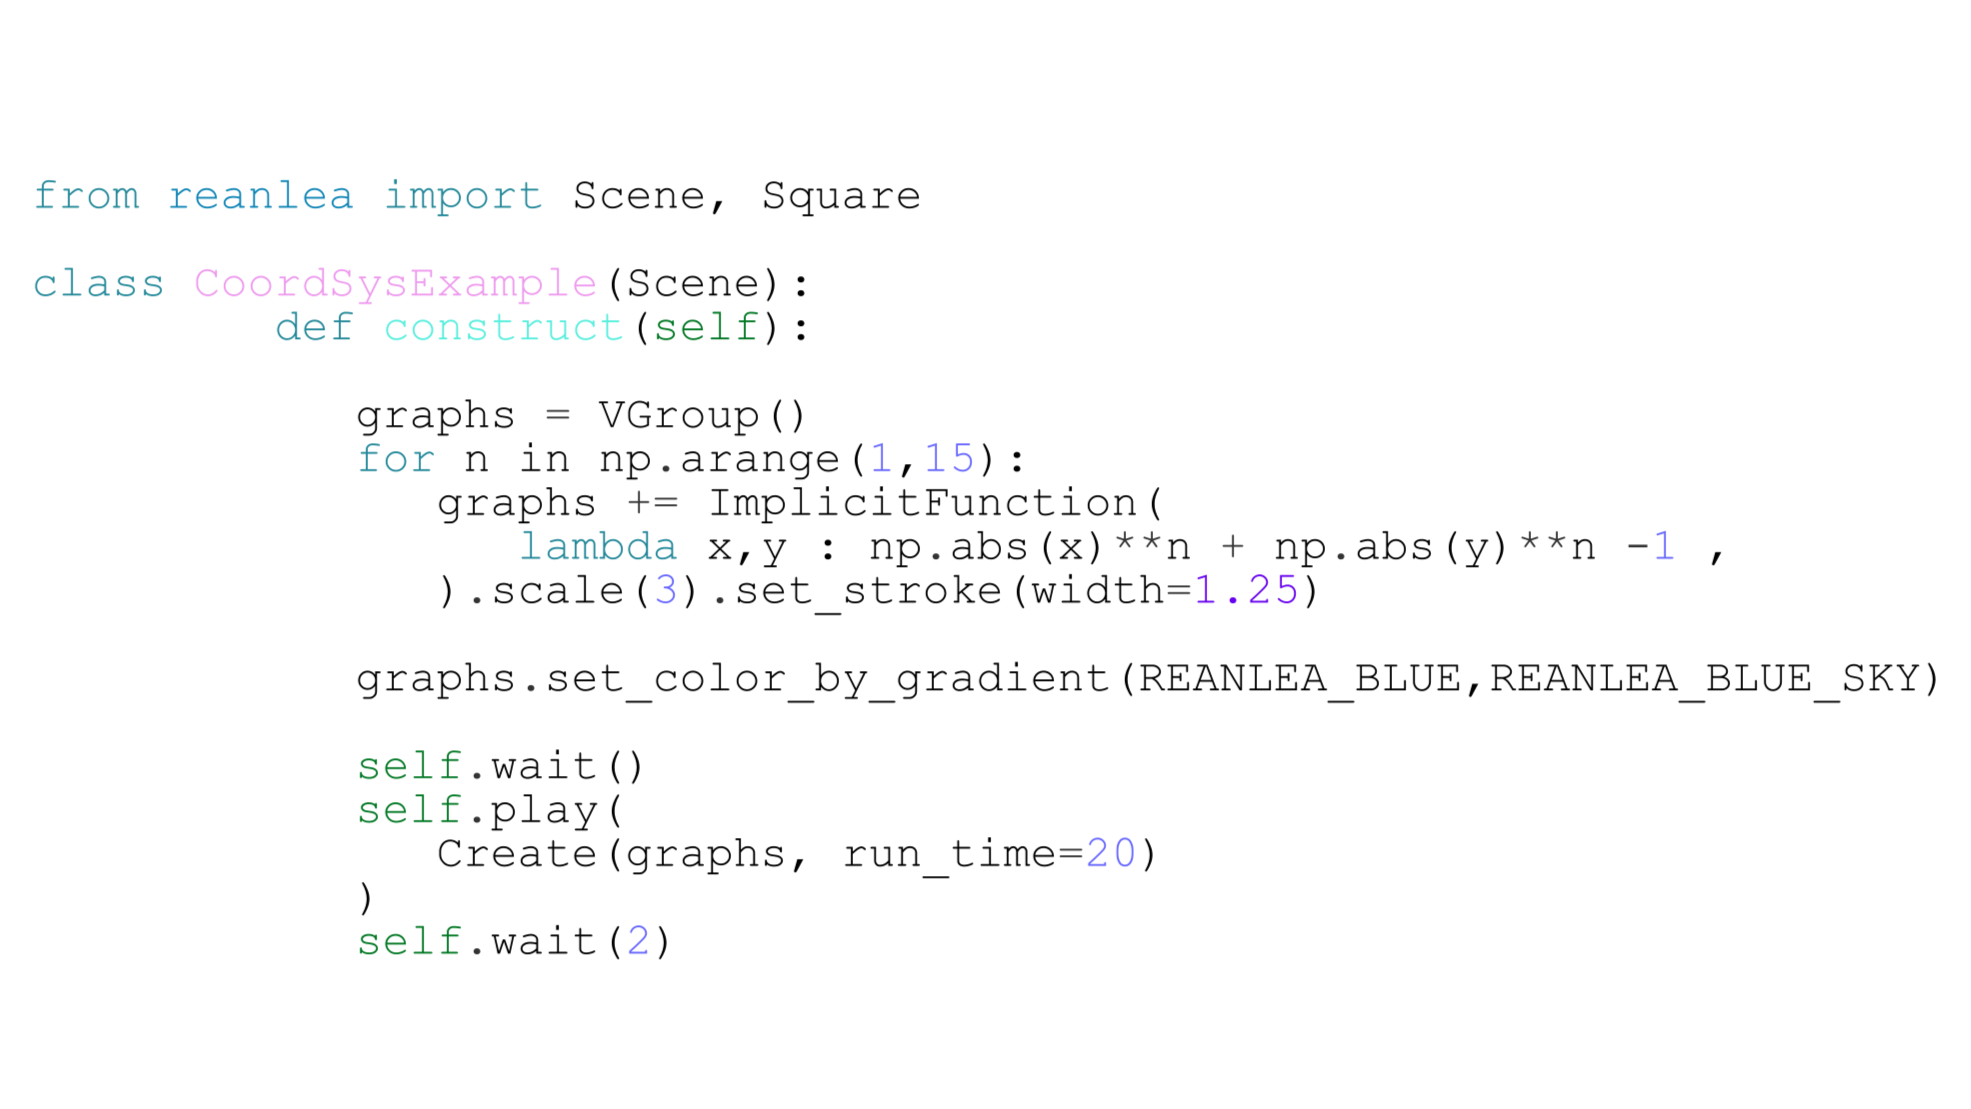 from reanlea import Scene, Square
class CoordSysExample(Scene):
def construct(self):
graphs = VGroup()
for n in np.arange(1,15):
graphs += ImplicitFunction(
lambda x,y : np.abs(x)**n + np.abs(y)**n -1 ,
).scale(3).set_stroke(width=1.25)
graphs.set_color_by_gradient(REANLEA_BLUE,REANLEA_BLUE_SKY)
self.wait()
self.play(
Create(graphs, run_time=20)
)
self.wait(2)